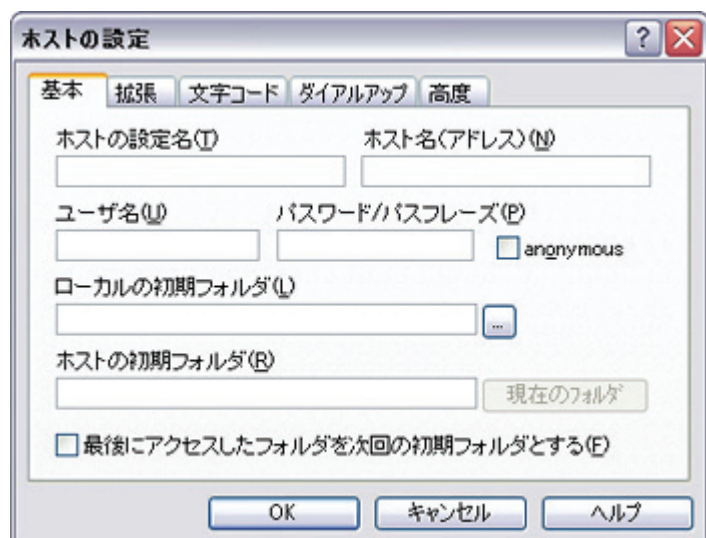 ホストの設定
基本 拡張 文字コード ダイアルアップ 高度
ホストの設定名(T) ホスト名(アドレス)(N)
ユーザ名(U) パスワード/パスフレーズ(P)
anonymous
ローカルの初期フォルダ(L)
...
ホストの初期フォルダ(R)
現在のフォルダ
最後にアクセスしたフォルダを次回の初期フォルダとする(F)
OK キャンセル ヘルプ